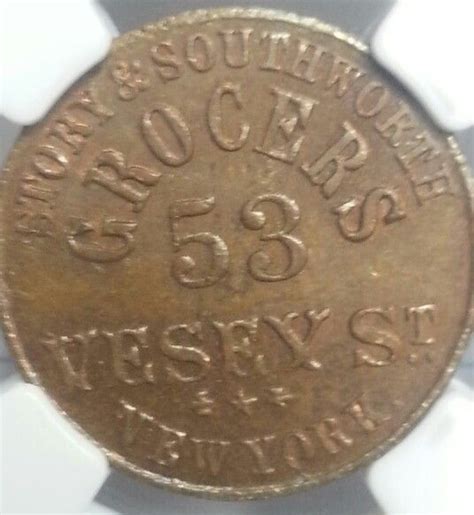 STORY & SOUTHWORTH
GROCERS
53
VESEY ST.
NEW YORK.